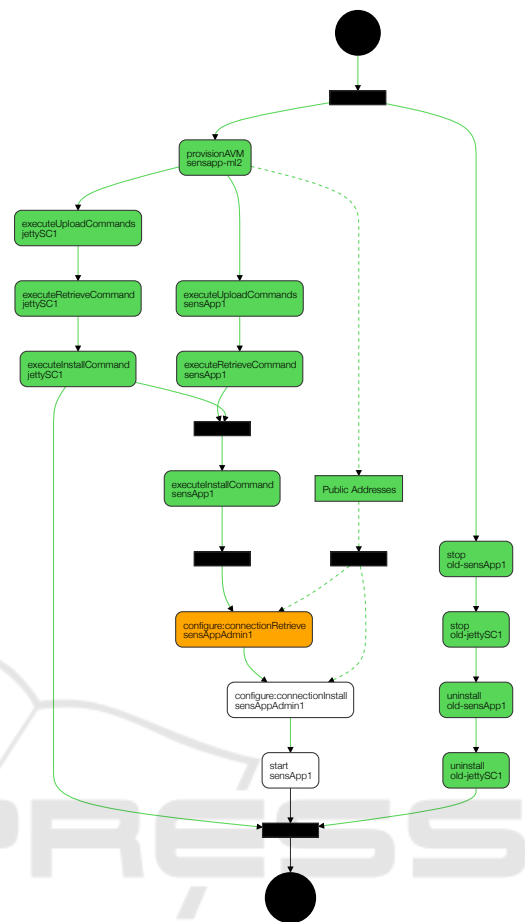 provisionAVM
sensapp-ml2
executeUploadCommands
jettySC1
executeRetrieveCommand
jettySC1
executeUploadCommands
sensApp1
executeInstallCommand
jettySC1
executeRetrieveCommand
sensApp1
executeInstallCommand
sensApp1
Public Addresses
stop
old-sensApp1
configure:connectionRetrieve
sensAppAdmin1
stop
old-jettySC1
configure:connectionInstall
sensAppAdmin1
uninstall
old-sensApp1
start
sensApp1
uninstall
old-jettySC1
PRESS